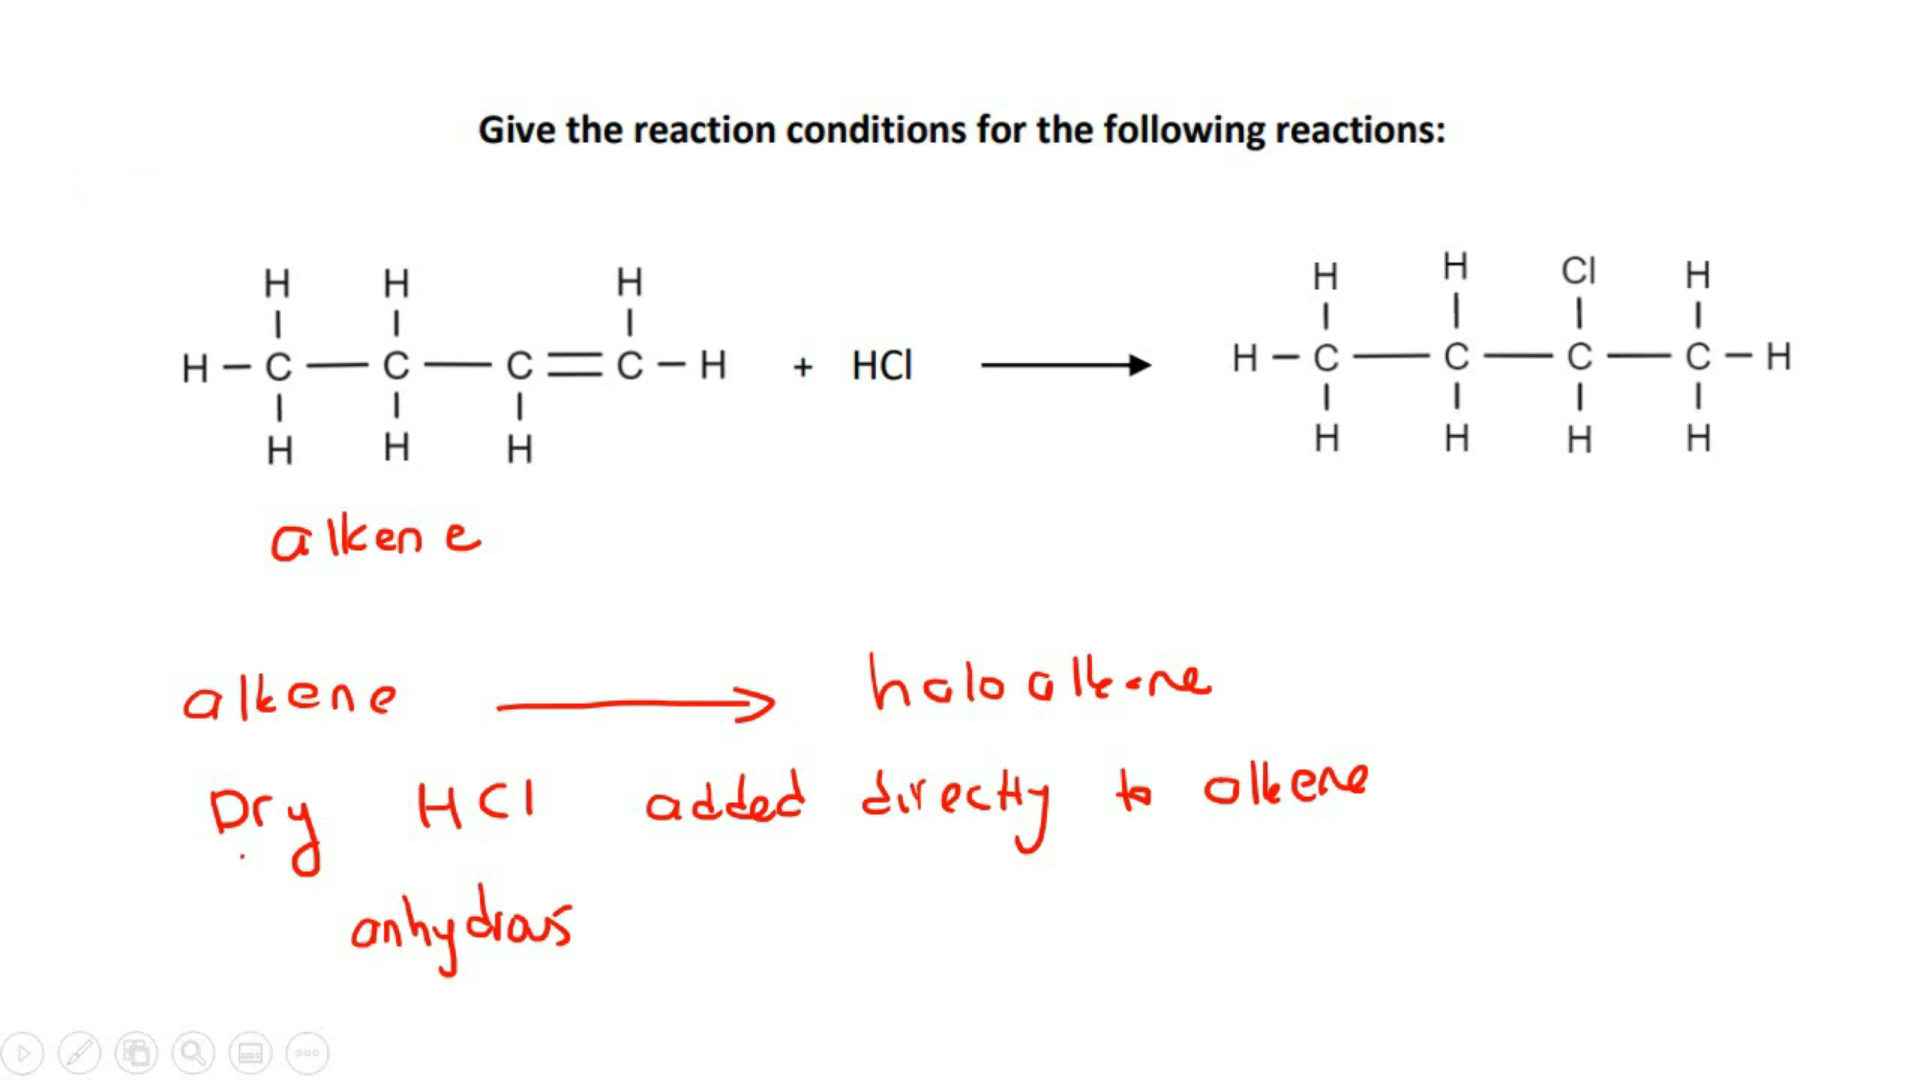 Give the reaction conditions for the following reactions:
H H H
H – C — C — C = C – H + HCl ⟶
H H H
H H Cl H
H – C — C — C — C – H
H H H H
alkene
alkene ⟶ haloalkane
Dry HCl added directly to alkene
anhydrous